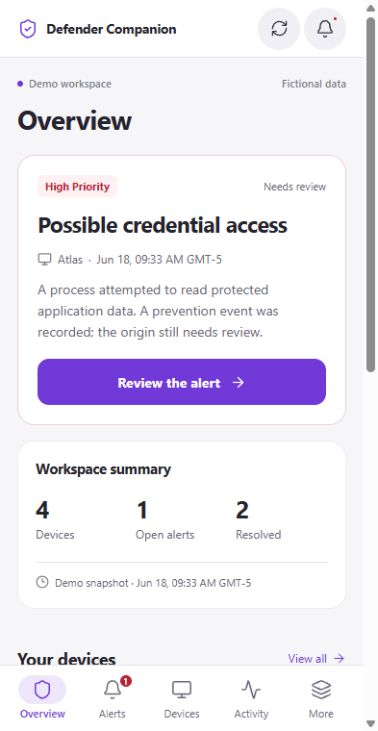 Defender Companion
Demo workspace
Fictional data
Overview
High Priority
Needs review
Possible credential access
Atlas · Jun 18, 09:33 AM GMT-5
A process attempted to read protected
application data. A prevention event was
recorded; the origin still needs review.
Review the alert
Workspace summary
4
1
2
Devices
Open alerts
Resolved
Demo snapshot · Jun 18, 09:33 AM GMT-5
Your devices
View all
1
Overview
Alerts
Devices
Activity
More